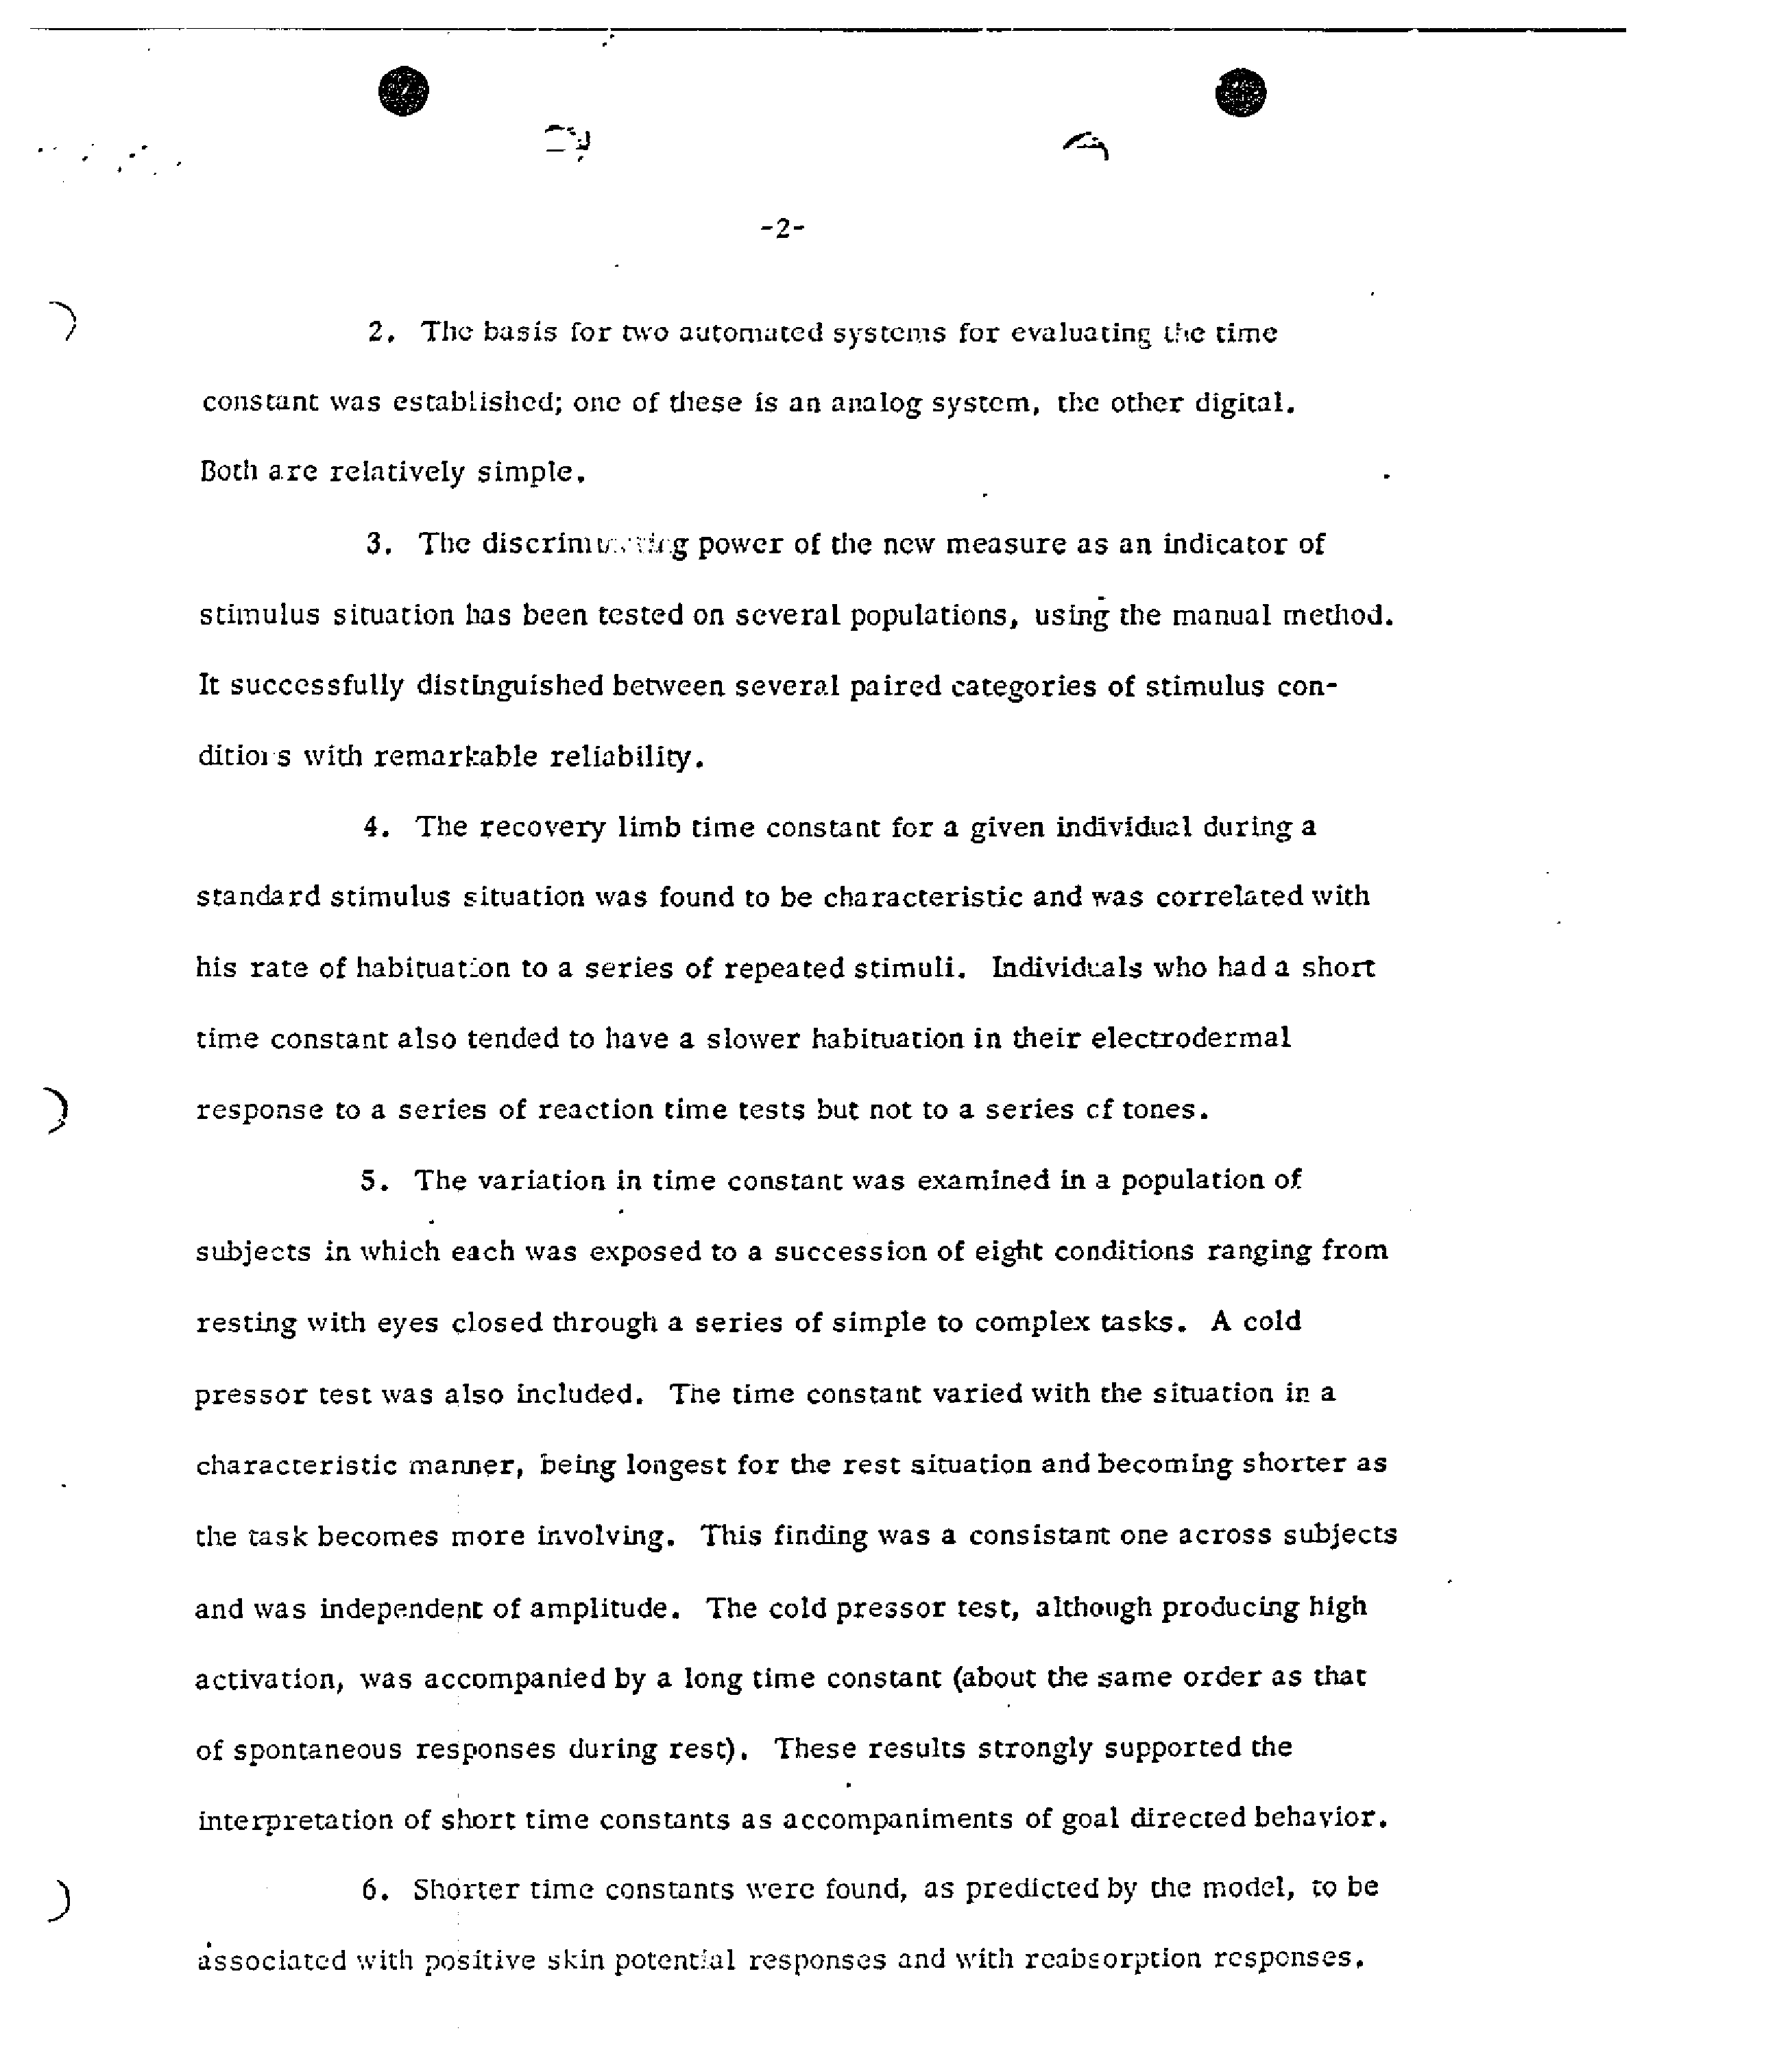 -2-
2. The basis for two automated systems for evaluating the time
constant was established; one of these is an analog system, the other digital.
Both are relatively simple.
3. The power of the new measure as an indicator of
stimulus situation has been tested on several populations, using the manual method.
It successfully distinguished between several paired categories of stimulus con-
ditions with remarkable reliability.
4. The recovery limb time constant for a given individual during a
standard stimulus situation was found to be characteristic and was correlated with
his rate of habituation to a series of repeated stimuli. Individuals who had a short
time constant also tended to have a slower habituation in their electrodermal
response to a series of reaction time tests but not to a series of tones.
5. The variation in time constant was examined in a population of
subjects in which each was exposed to a succession of eight conditions ranging from
resting with eyes closed through a series of simple to complex tasks. A cold
pressor test was also included. The time constant varied with the situation in a
characteristic manner, being longest for the rest situation and becoming shorter as
the task becomes more involving. This finding was a consistant one across subjects
and was independent of amplitude. The cold pressor test, although producing high
activation, was accompanied by a long time constant (about the same order as that
of spontaneous responses during rest). These results strongly supported the
interpretation of short time constants as accompaniments of goal directed behavior.
6. Shorter time constants were found, as predicted by the model, to be
associated with positive skin potential responses and with reabsorption responses.